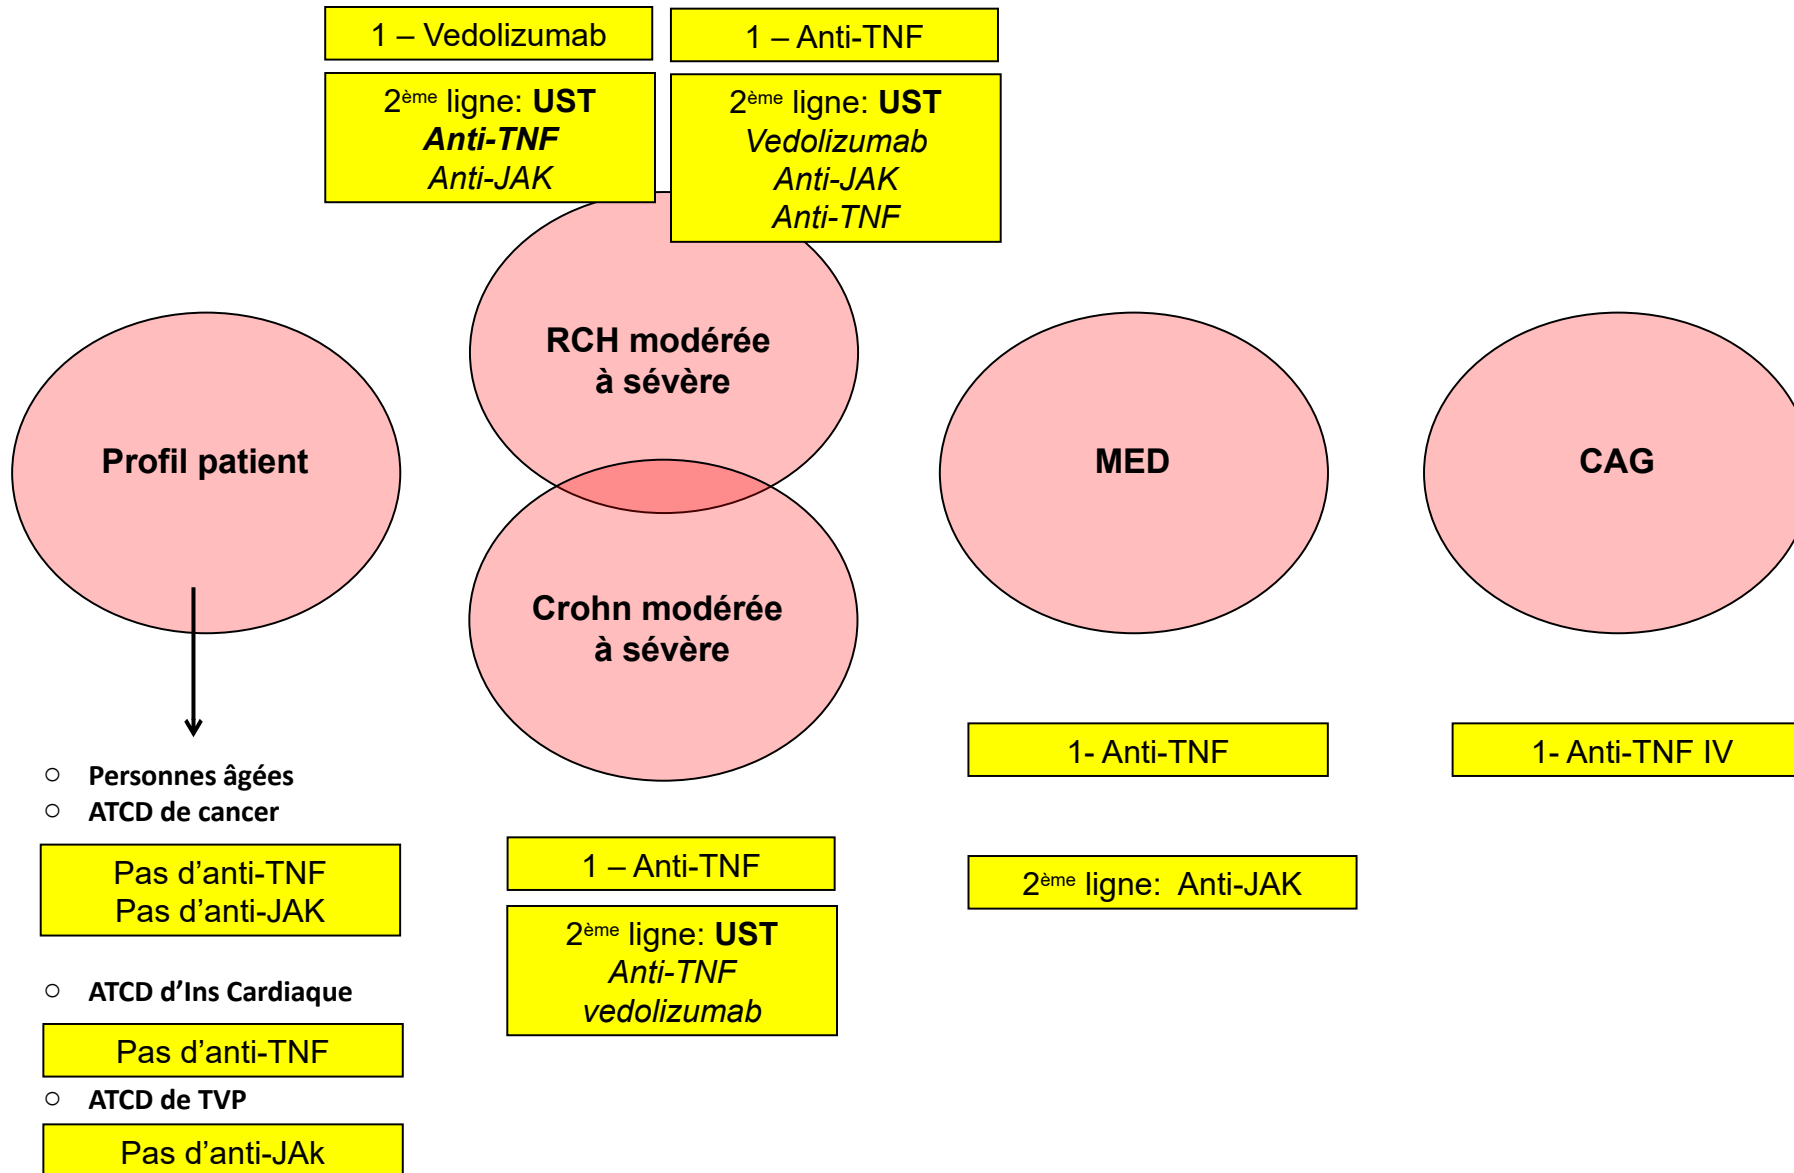 1 – Vedolizumab
2ème ligne: UST
Anti-TNF
Anti-JAK
1 – Anti-TNF
2ème ligne: UST
Vedolizumab
Anti-JAK
Anti-TNF
Profil patient
RCH modérée
à sévère
Crohn modérée
à sévère
MED
CAG
○ Personnes âgées
○ ATCD de cancer
Pas d’anti-TNF
Pas d’anti-JAK
○ ATCD d’Ins Cardiaque
Pas d’anti-TNF
○ ATCD de TVP
Pas d’anti-JAk
1 – Anti-TNF
2ème ligne: UST
Anti-TNF
vedolizumab
1- Anti-TNF
2ème ligne: Anti-JAK
1- Anti-TNF IV